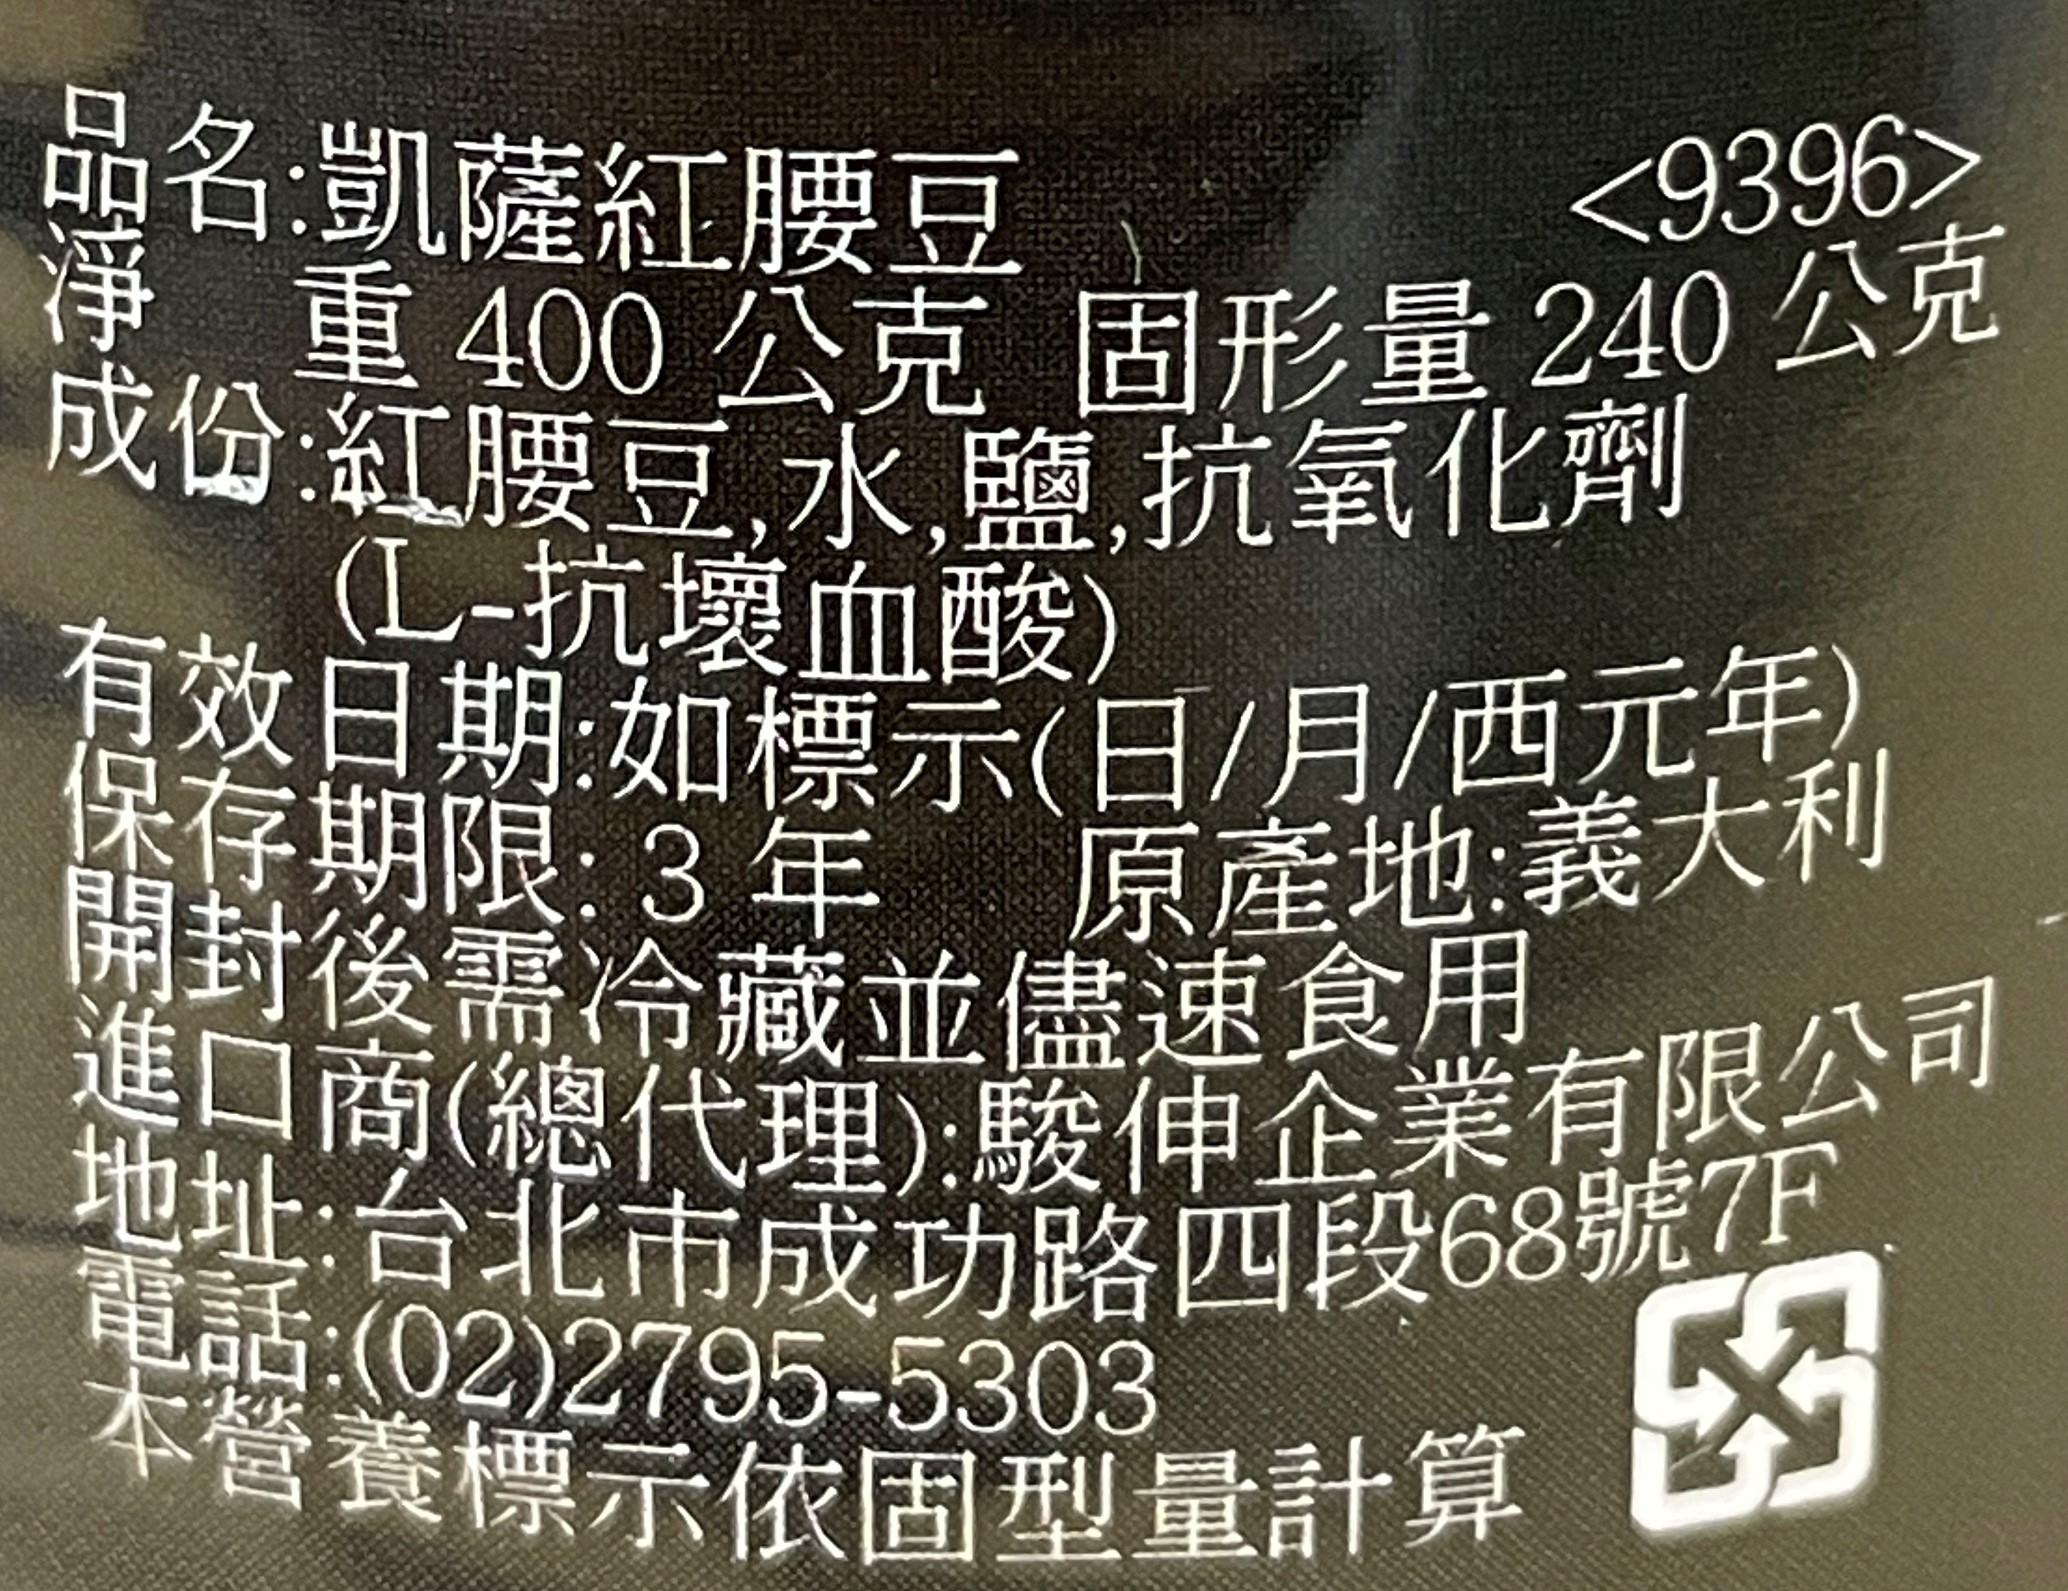 品名:凱薩紅腰豆 <9396>
淨 重 400 公克 固形量 240 公克
成份:紅腰豆,水,鹽,抗氧化劑
(L-抗壞血酸)
有效日期:如標示(日/月/西元年)
保存期限: 3 年 原產地:義大利
開封後需冷藏並儘速食用
進口商(總代理):駿伸企業有限公司
地址:台北市成功路四段68號7F
電話:(02)2795-5303
本營養標示依固型量計算